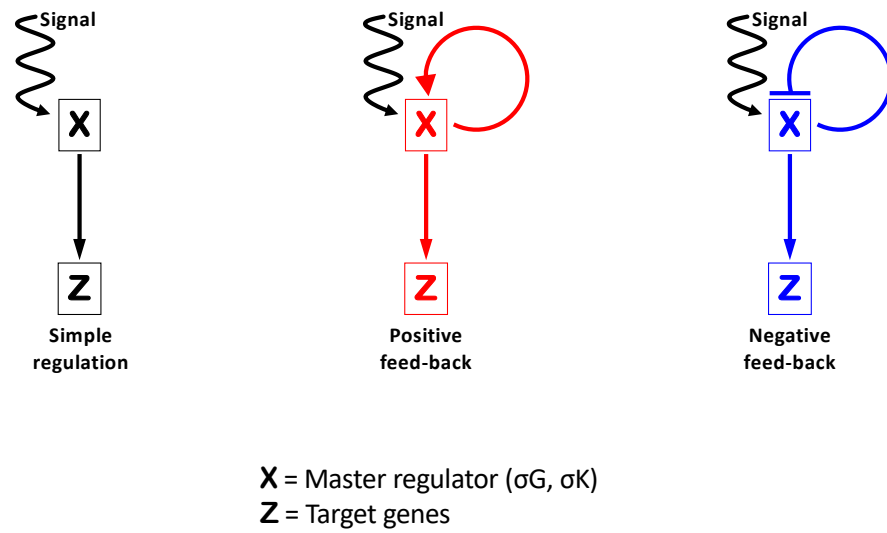 Signal
X
Z
Simple
regulation
Signal
X
Z
Positive
feed-back
Signal
X
Z
Negative
feed-back
X = Master regulator (σG, σK)
Z = Target genes